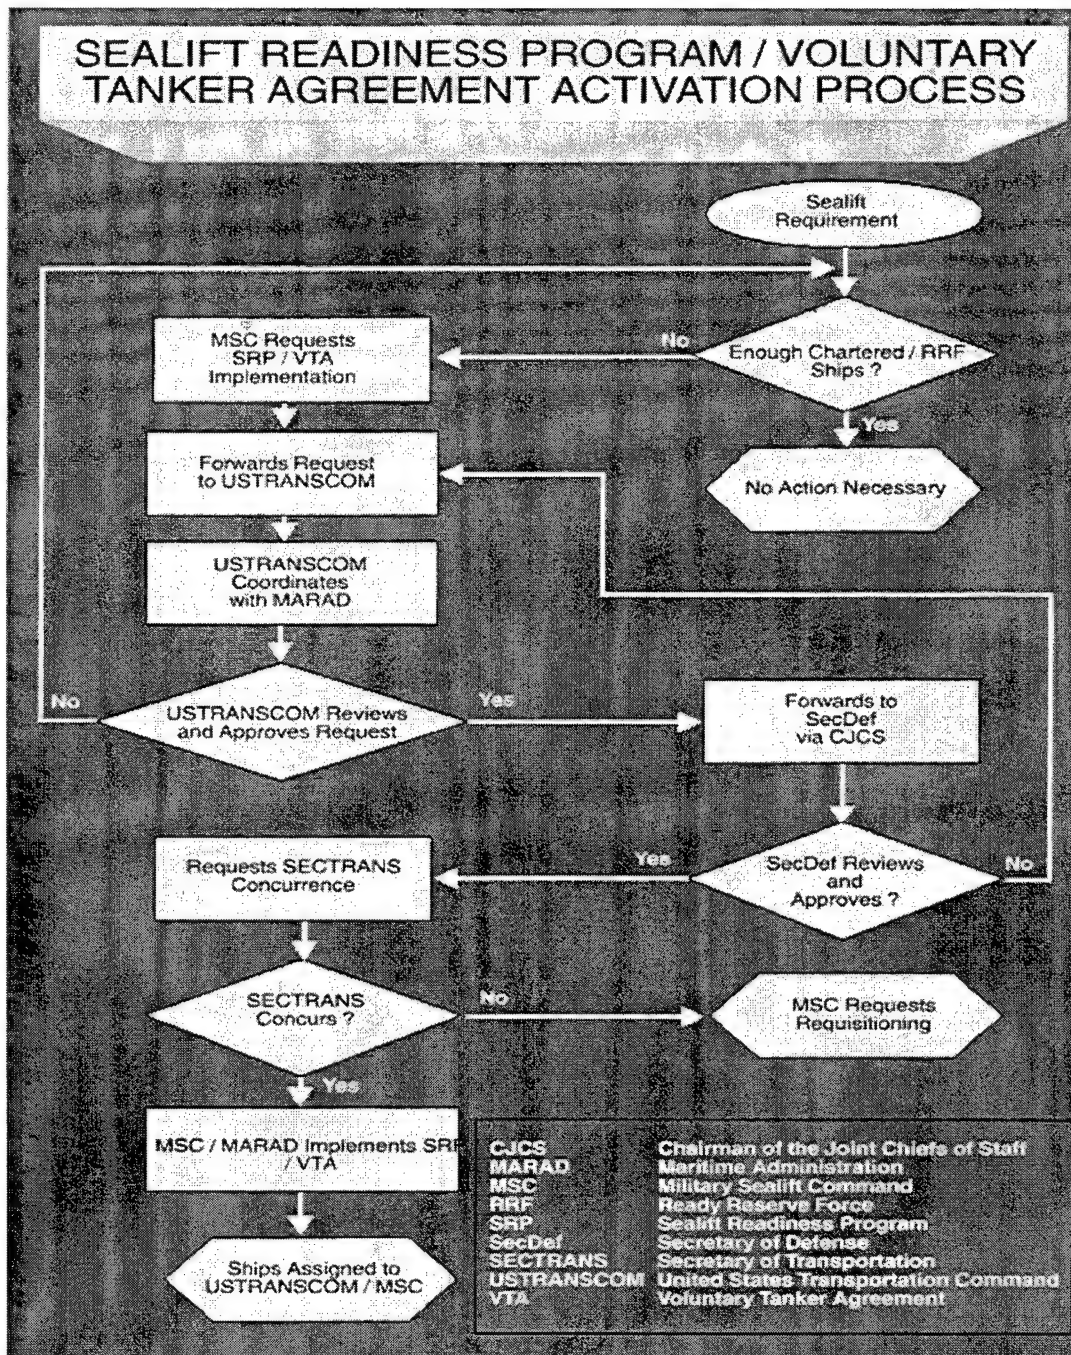 SEALIFT READINESS PROGRAM / VOLUNTARY
TANKER AGREEMENT ACTIVATION PROCESS
Sealift
Requirement
Enough Chartered / RRF
Ships ?
No
Yes
No Action Necessary
MSC Requests
SRP / VTA
Implementation
Forwards Request
to USTRANSCOM
USTRANSCOM
Coordinates
with MARAD
USTRANSCOM Reviews
and Approves Request
No
Yes
Forwards to
SecDef
via CJCS
SecDef Reviews
and
Approves ?
No
Yes
Requests SECTRANS
Concurrence
SECTRANS
Concurs ?
No
MSC Requests
Requisitioning
Yes
MSC / MARAD Implements SRP
/ VTA
Ships Assigned to
USTRANSCOM / MSC
CJCS Chairman of the Joint Chiefs of Staff
MARAD Maritime Administration
MSC Military Sealift Command
RRF Ready Reserve Force
SRP Sealift Readiness Program
SecDef Secretary of Defense
SECTRANS Secretary of Transportation
USTRANSCOM United States Transportation Command
VTA Voluntary Tanker Agreement